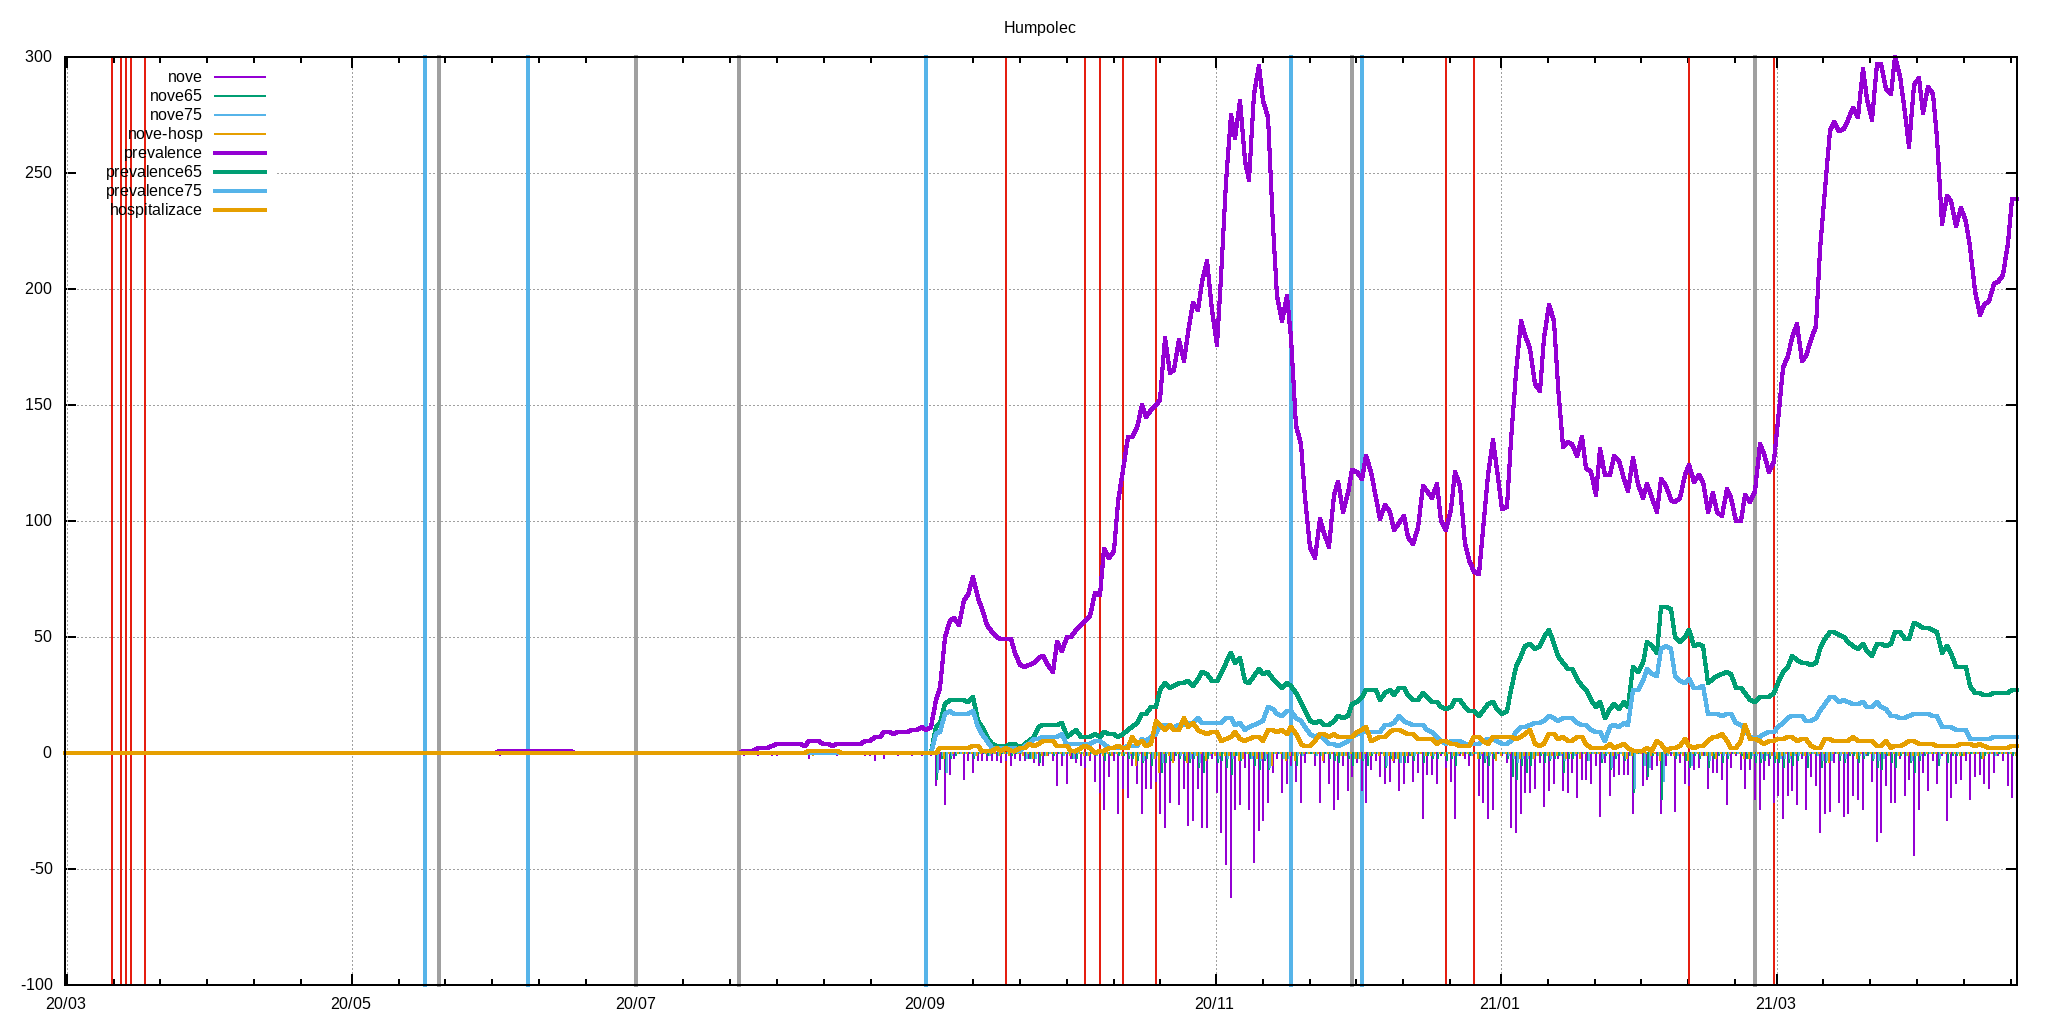 Humpolec
300
250
200
150
100
50
0
-50
-100
nove
nove65
nove75
nove-hosp
prevalence
prevalence65
prevalence75
hospitalizace
20/03
20/05
20/07
20/09
20/11
21/01
21/03